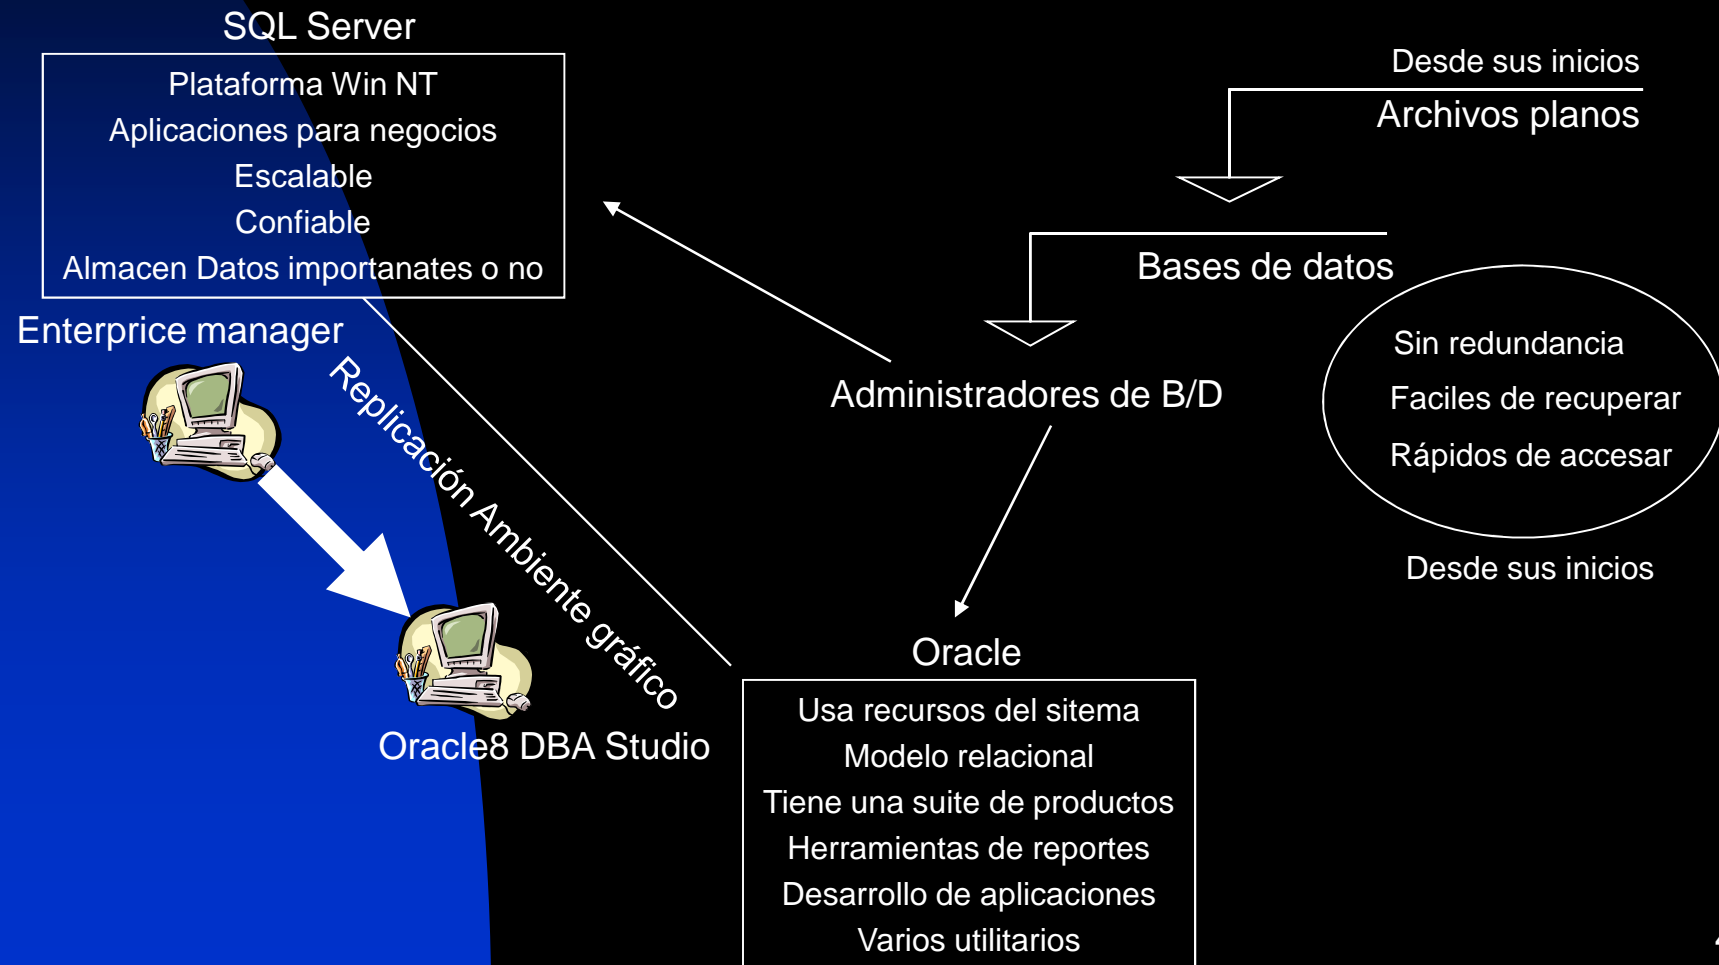 SQL Server
Plataforma Win NT
Aplicaciones para negocios
Escalable
Confiable
Almacen Datos importanates o no
Enterprice manager
Replicación Ambiente gráfico
Oracle8 DBA Studio
Desde sus inicios
Archivos planos
Bases de datos
Administradores de B/D
Sin redundancia
Faciles de recuperar
Rápidos de accesar
Desde sus inicios
Oracle
Usa recursos del sitema
Modelo relacional
Tiene una suite de productos
Herramientas de reportes
Desarrollo de aplicaciones
Varios utilitarios